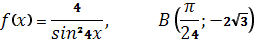 f(x) = 4/sin²4x, B(π/24; -2√3)